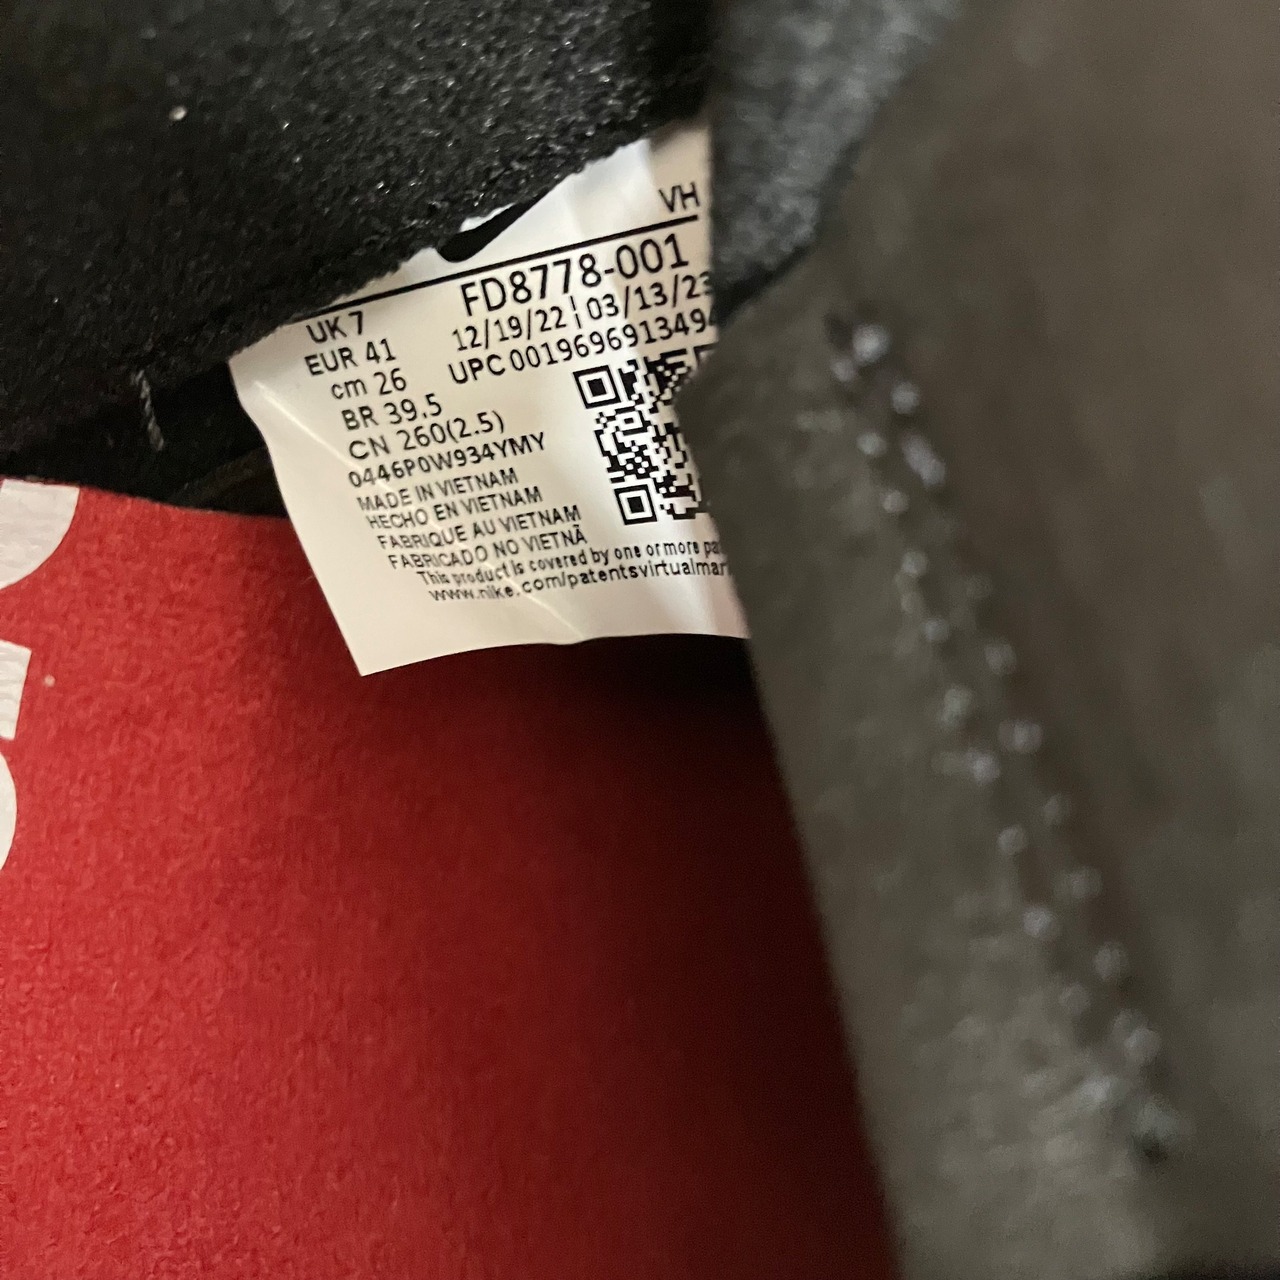 VH
FD8778-001
12/19/22 | 03/13/23
UPC 0019696913494
UK 7
EUR 41
cm 26
BR 39.5
CN 260(2.5)
0446P0W934YMY
MADE IN VIETNAM
HECHO EN VIETNAM
FABRIQUE AU VIETNAM
FABRICADO NO VIETNÃ
This product is covered by one or more
www.nike.com/patentsvirtualmar